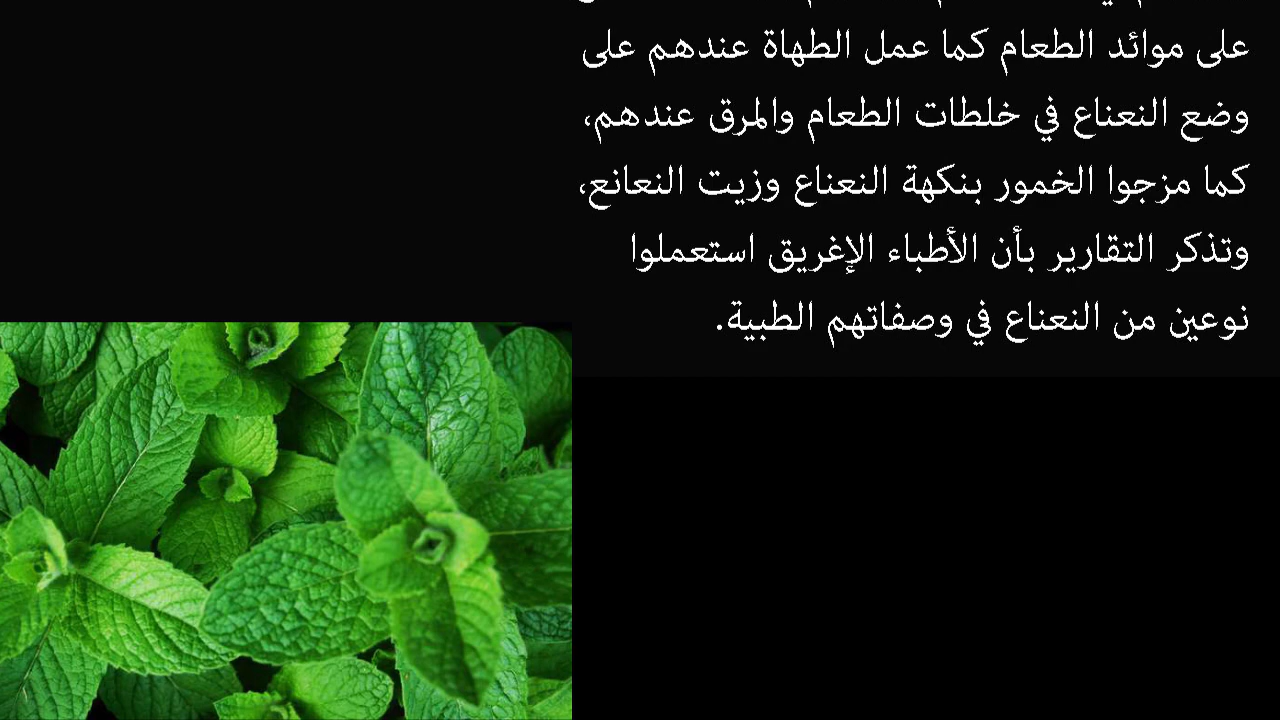 على موائد الطعام كما عمل الطهاة عندهم على
وضع النعناع في خلطات الطعام والمرق عندهم،
كما مزجوا الخمور بنكهة النعناع وزيت النعانع،
وتذكر التقارير بأن الأطباء الإغريق استعملوا
نوعين من النعناع في وصفاتهم الطبية.